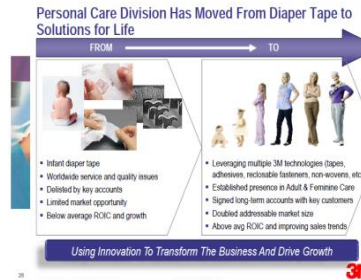 Personal Care Division Has Moved From Diaper Tape to
Solutions for Life
FROM
TO
Infant diaper tape
Worldwide service and quality issues
Delisted by key accounts
Limited market opportunity
Below average ROIC and growth
Leveraging multiple 3M technologies (tapes,
adhesives, reclosable fasteners, non-wovens, etc
Established presence in Adult & Feminine Care
Signed long-term accounts with key customers
Doubled addressable market size
Above avg ROIC and improving sales trends
Using Innovation To Transform The Business And Drive Growth